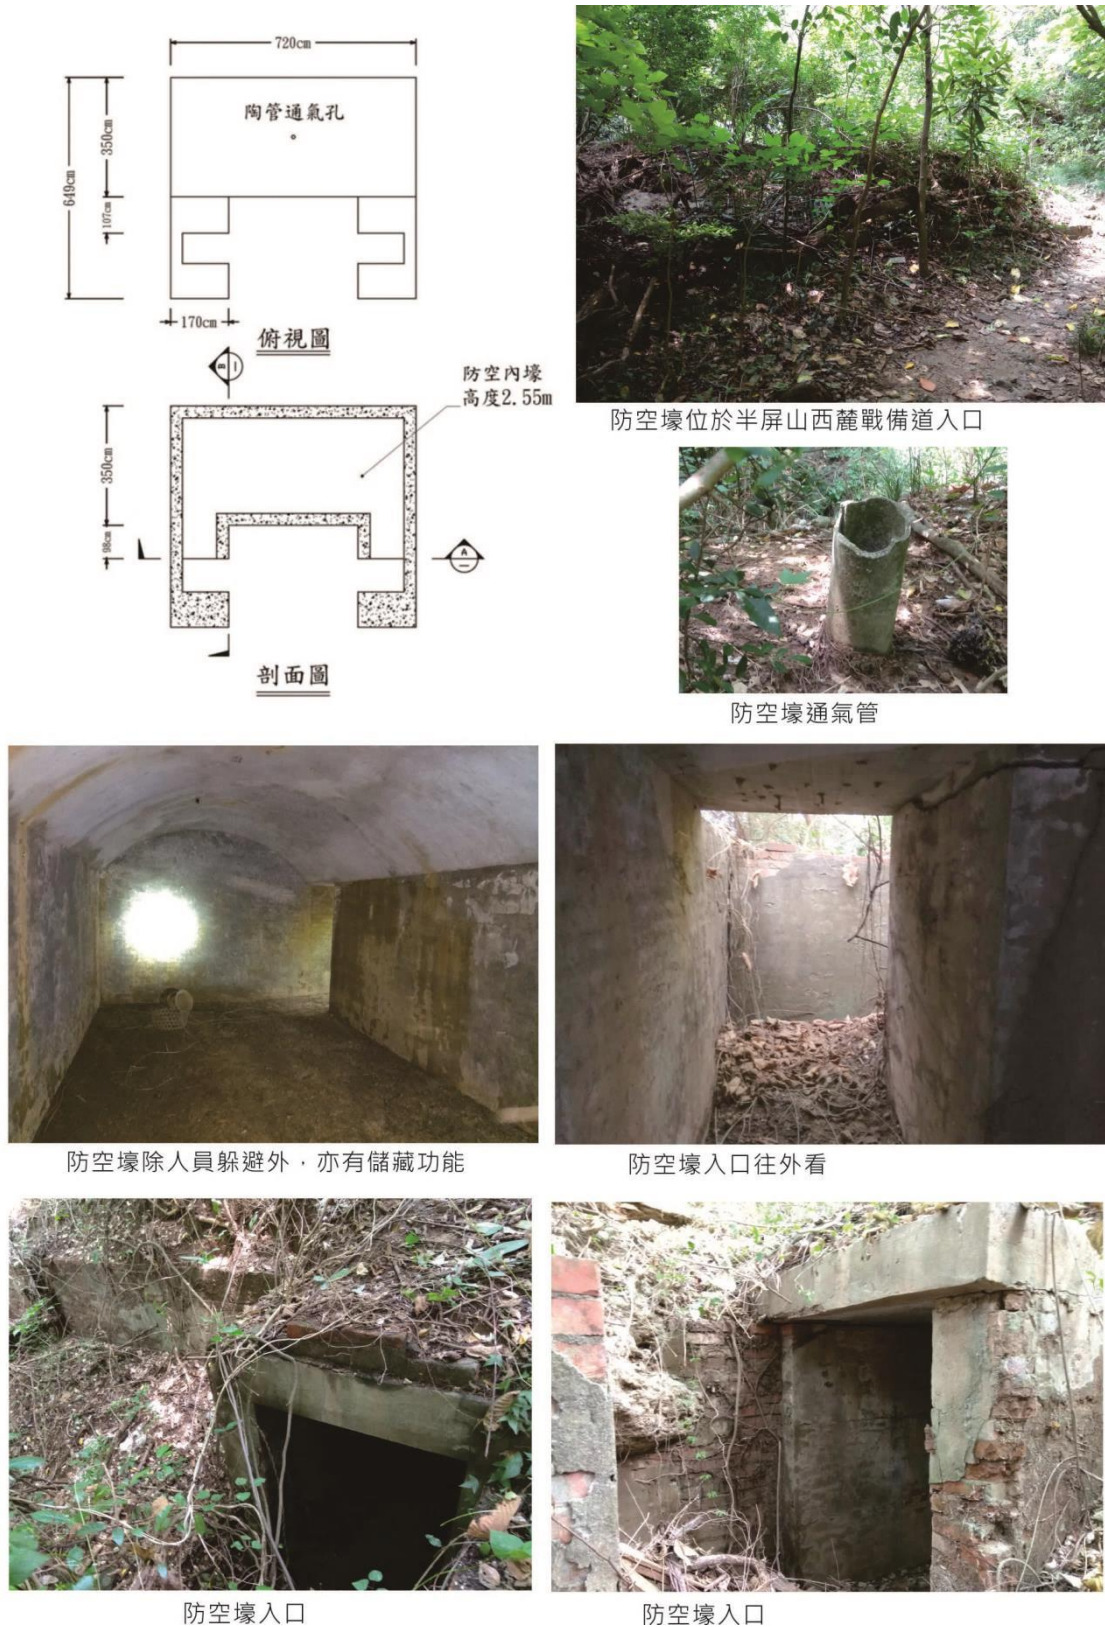 720cm
陶管通氣孔
350cm
649cm
107cm
170cm
俯視圖
B
防空內壕
高度2.55m
350cm
98cm
A
剖面圖
防空壕位於半屏山西麓戰備道入口
防空壕通氣管
防空壕除人員躲避外，亦有儲藏功能
防空壕入口往外看
防空壕入口
防空壕入口